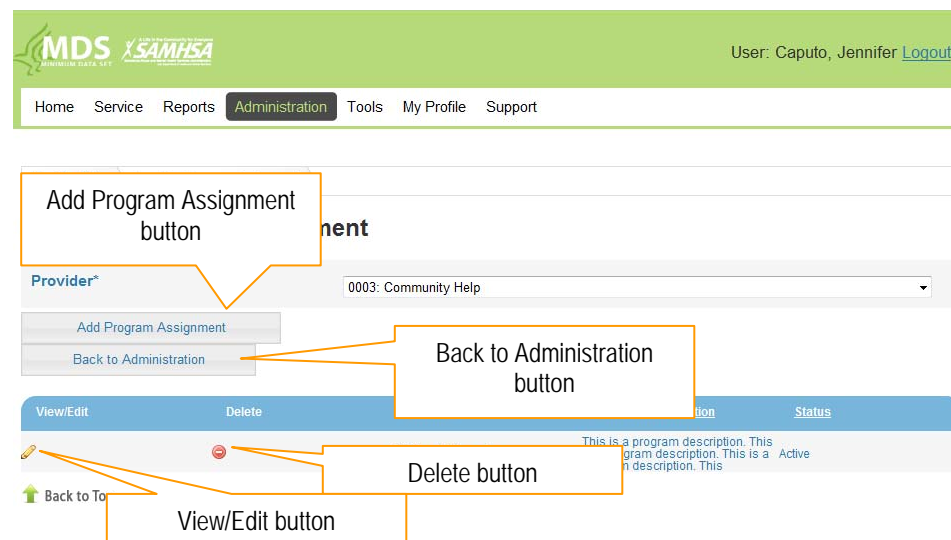 MDS
MINIMUM DATA SET
SAMHSA
User: Caputo, Jennifer Logout
Home Service Reports Administration Tools My Profile Support
Add Program Assignment
button
ment
Provider*
0003: Community Help
Add Program Assignment
Back to Administration
Back to Administration
button
View/Edit Delete tion Status
This is a program description. This
gram description. This is a Active
description. This
Delete button
Back to To
View/Edit button